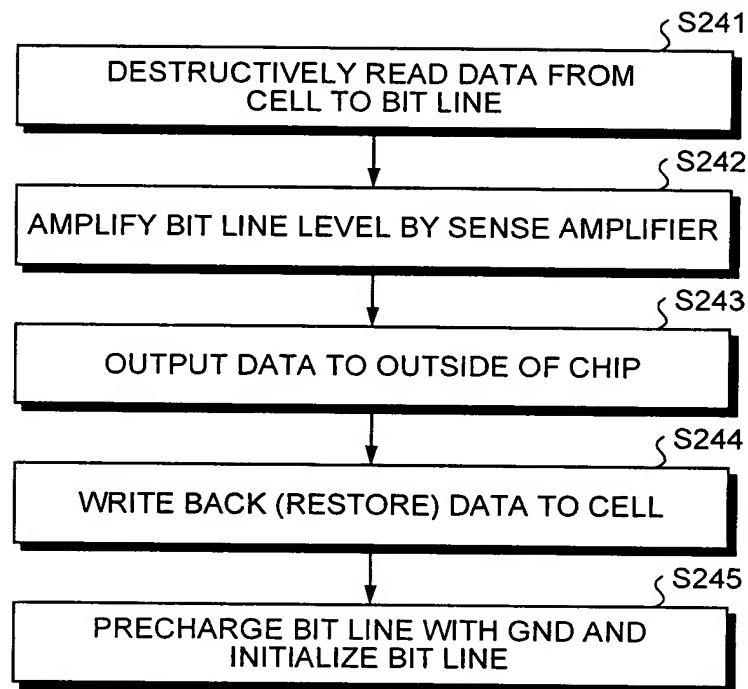 S241
DESTRUCTIVELY READ DATA FROM
CELL TO BIT LINE
S242
AMPLIFY BIT LINE LEVEL BY SENSE AMPLIFIER
S243
OUTPUT DATA TO OUTSIDE OF CHIP
S244
WRITE BACK (RESTORE) DATA TO CELL
S245
PRECHARGE BIT LINE WITH GND AND
INITIALIZE BIT LINE